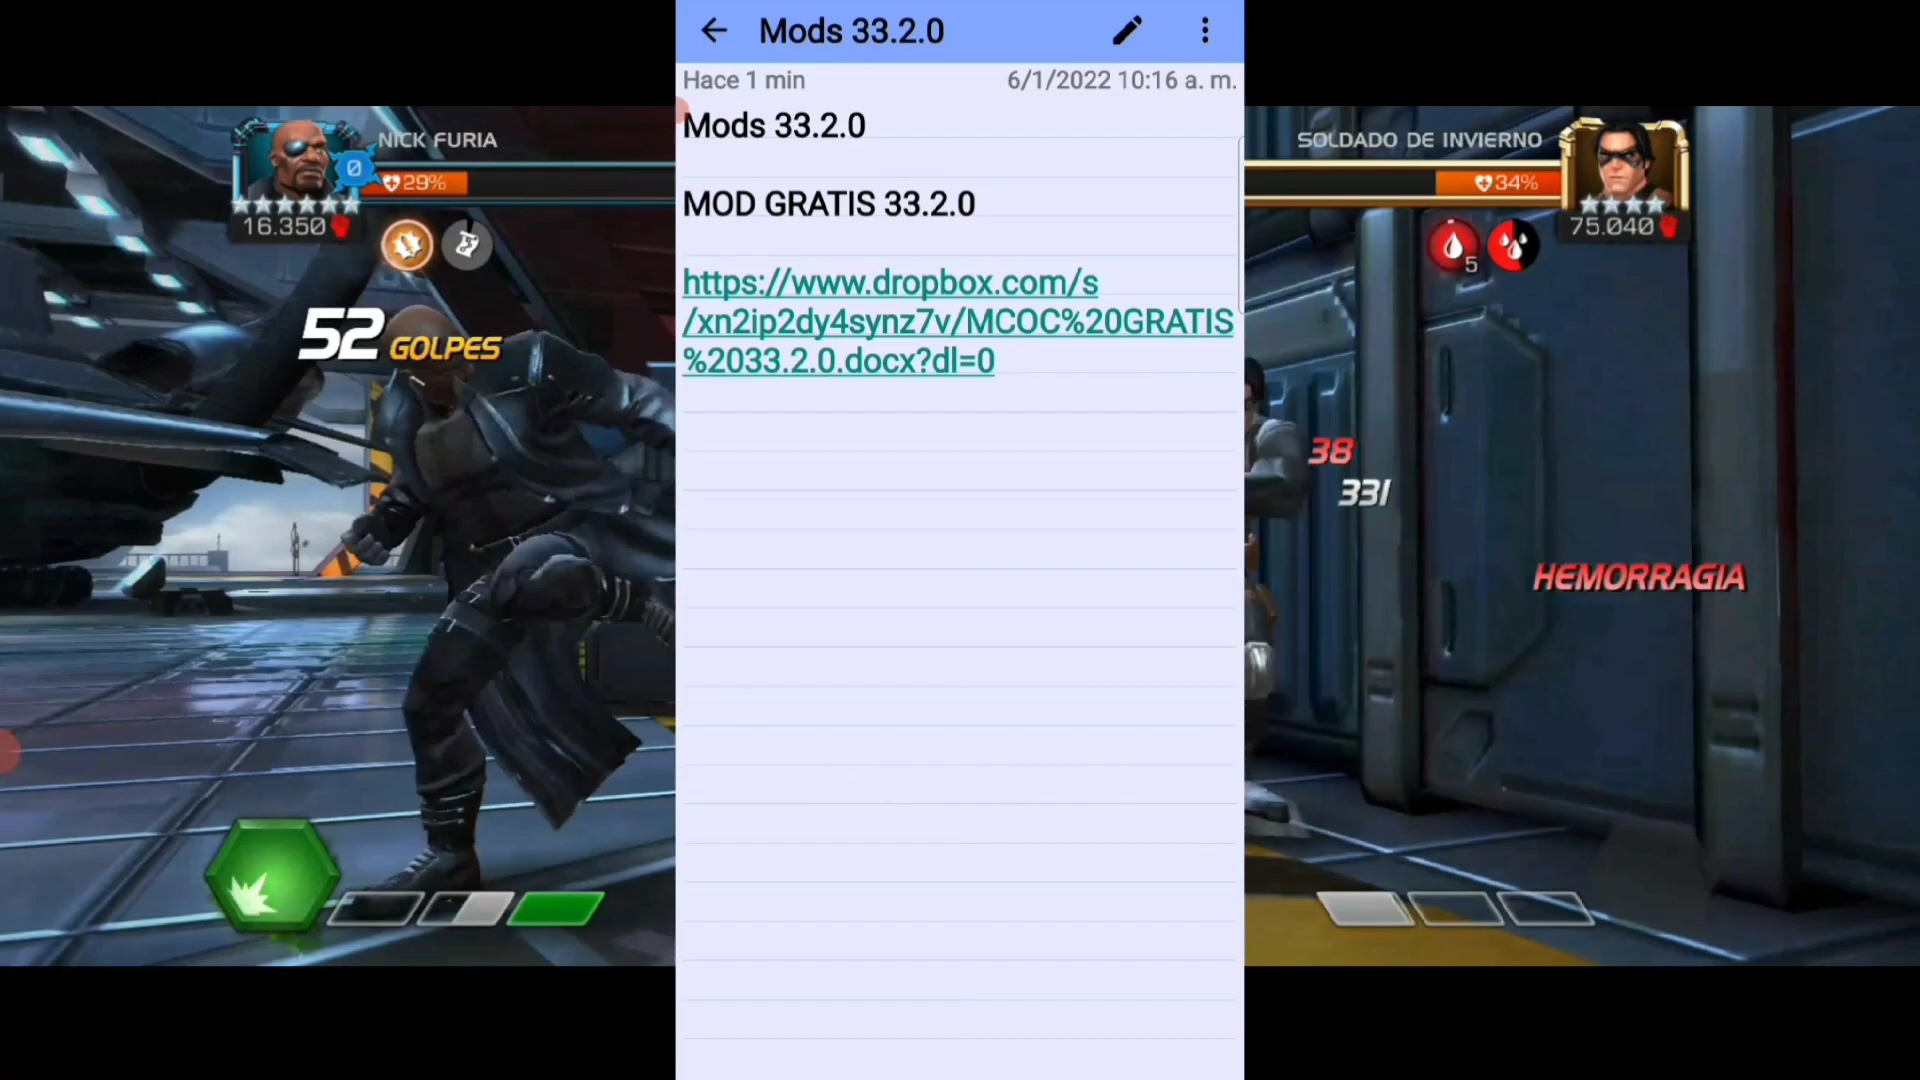 Mods 33.2.0
Hace 1 min 6/1/2022 10:16 a. m.
Mods 33.2.0
MOD GRATIS 33.2.0
https://www.dropbox.com/s
/xn2ip2dy4synz7v/MCOC%20GRATIS
%2033.2.0.docx?dl=0
NICK FURIA
0
29%
16.350
52 GOLPES
SOLDADO DE INVIERNO
34%
75.040
5
38
331
HEMORRAGIA